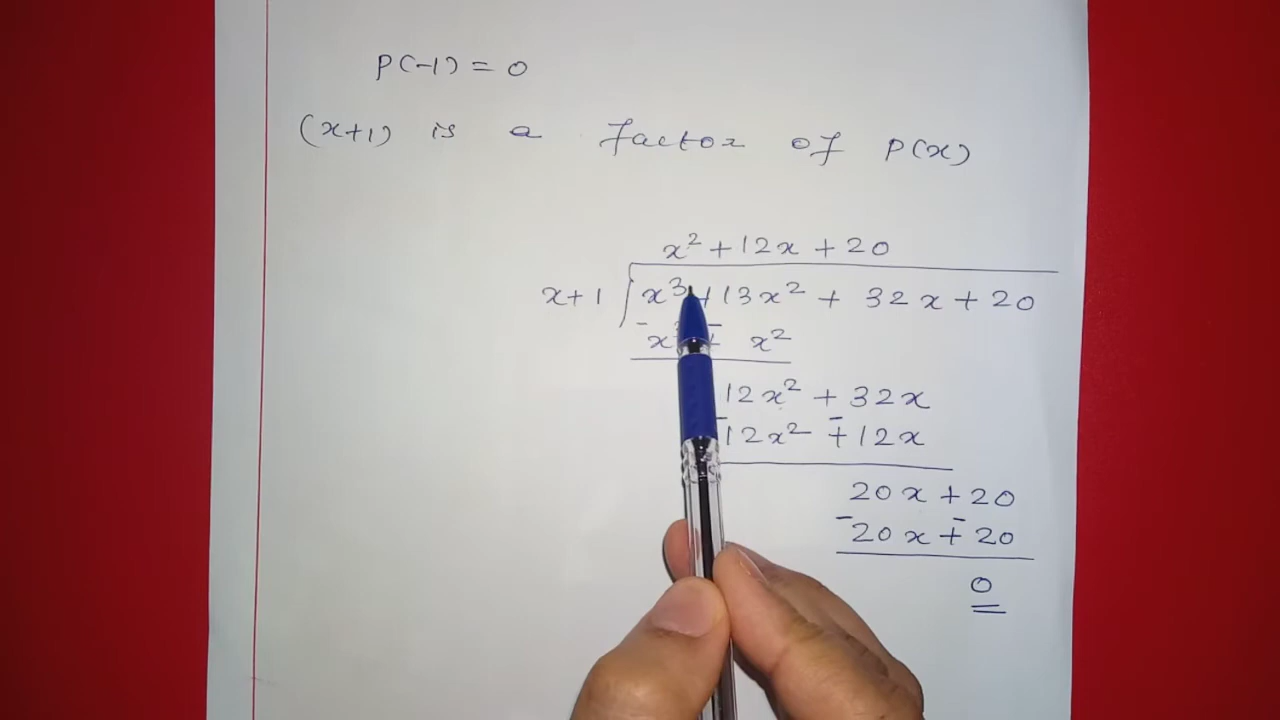 P(-1) = 0
(x+1) is a factor of P(x)
x² + 12x + 20
x+1 x³ + 13x² + 32x + 20
- x³ + - x²
12x² + 32x
- 12x² + - 12x
20x + 20
- 20x + - 20
0